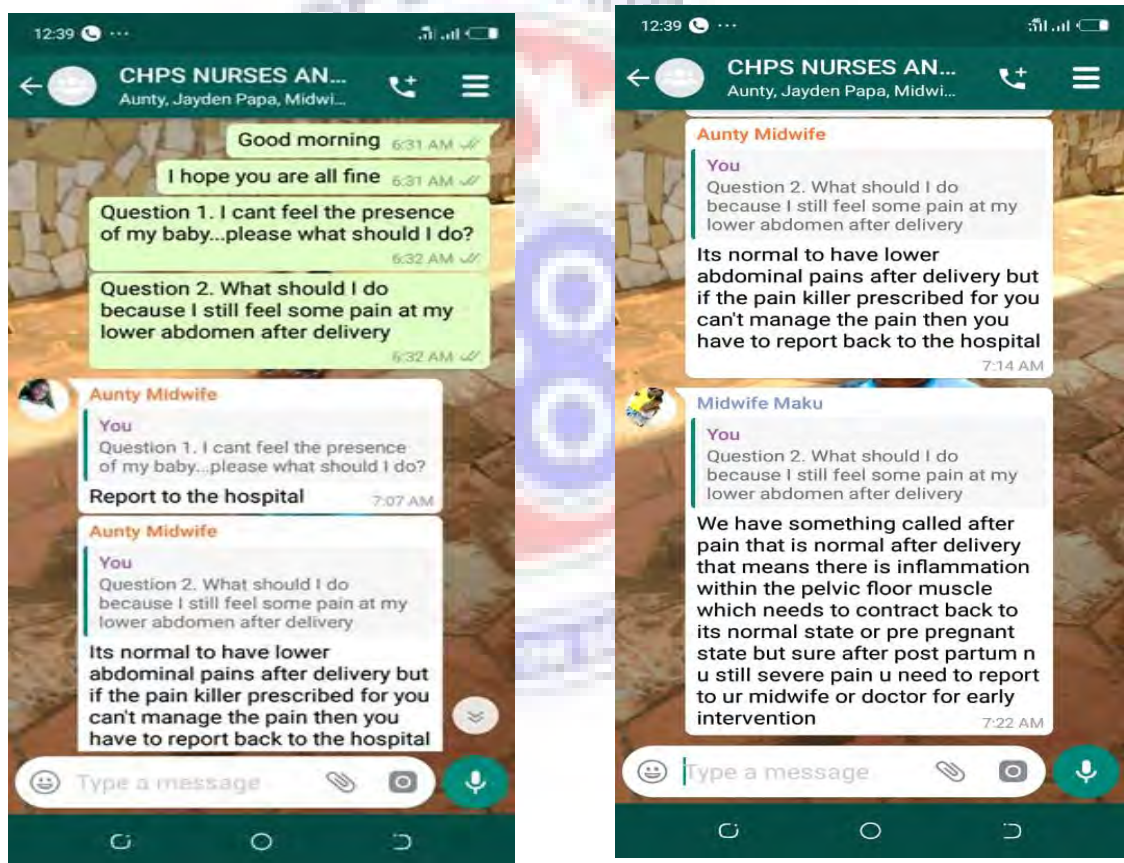 12:39
CHPS NURSES AN...
Aunty, Jayden Papa, Midwi...
Good morning 6:31 AM
I hope you are all fine 6:31 AM
Question 1. I cant feel the presence
of my baby...please what should I do?
6:32 AM
Question 2. What should I do
because I still feel some pain at my
lower abdomen after delivery
6:32 AM
Aunty Midwife
You
Question 1. I cant feel the presence
of my baby...please what should I do?
Report to the hospital 7:07 AM
Aunty Midwife
You
Question 2. What should I do
because I still feel some pain at my
lower abdomen after delivery
Its normal to have lower
abdominal pains after delivery but
if the pain killer prescribed for you
can't manage the pain then you
have to report back to the hospital
Type a message
12:39
CHPS NURSES AN...
Aunty, Jayden Papa, Midwi...
Aunty Midwife
You
Question 2. What should I do
because I still feel some pain at my
lower abdomen after delivery
Its normal to have lower
abdominal pains after delivery but
if the pain killer prescribed for you
can't manage the pain then you
have to report back to the hospital
7:14 AM
Midwife Maku
You
Question 2. What should I do
because I still feel some pain at my
lower abdomen after delivery
We have something called after
pain that is normal after delivery
that means there is inflammation
within the pelvic floor muscle
which needs to contract back to
its normal state or pre pregnant
state but sure after post partum n
u still severe pain u need to report
to ur midwife or doctor for early
intervention 7:22 AM
Type a message